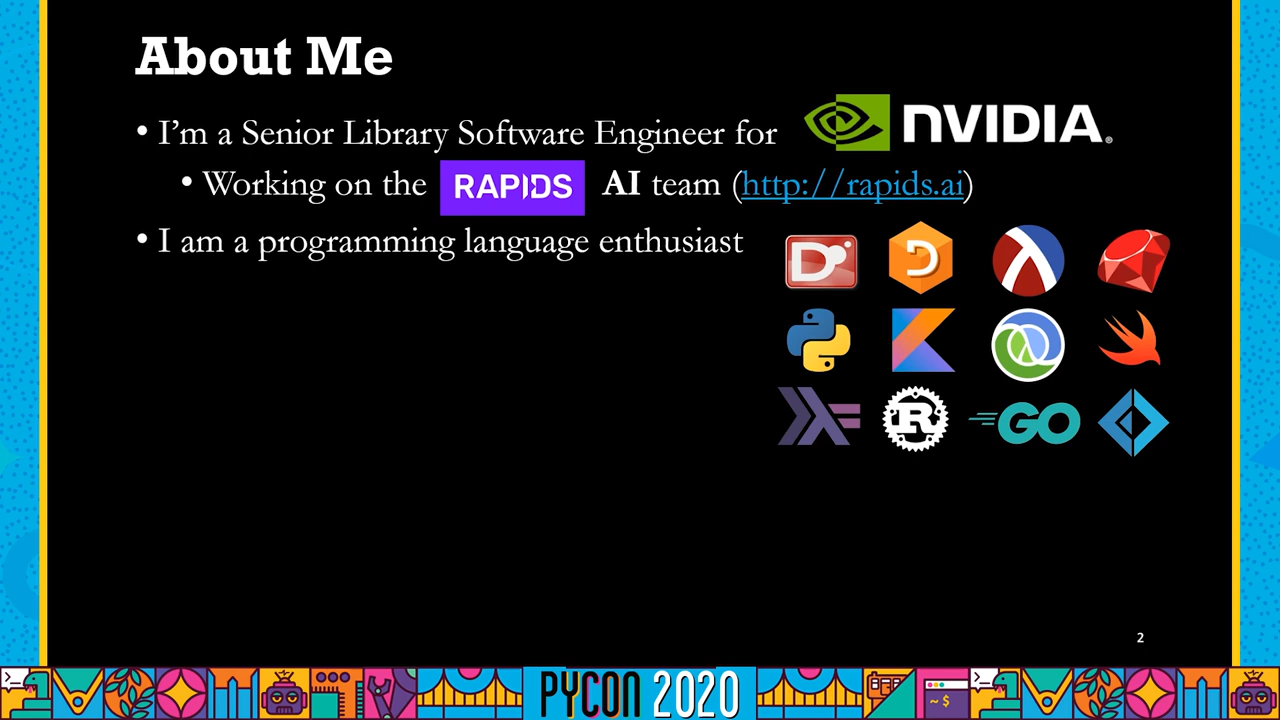 About Me
• I'm a Senior Library Software Engineer for NVIDIA.
• Working on the RAPIDS AI team (http://rapids.ai)
• I am a programming language enthusiast
D D
R GO
2
~$
PYCON 2020